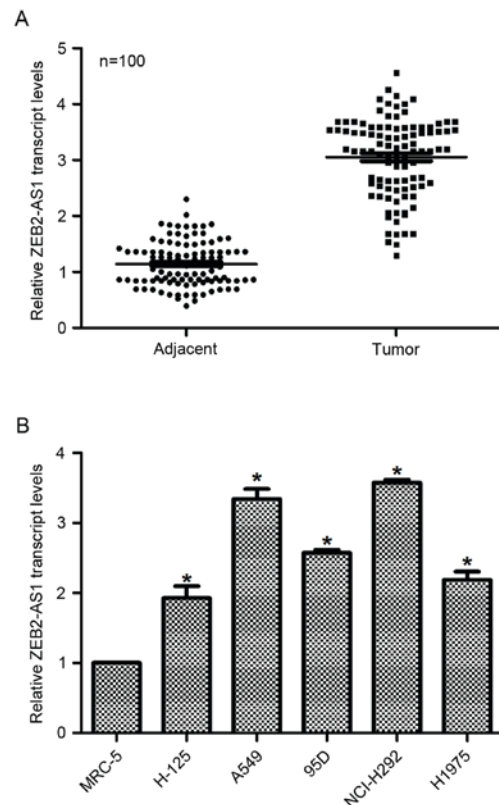 A
Relative ZEB2-AS1 transcript levels
5
4
3
2
1
0
n=100
Adjacent
Tumor
B
Relative ZEB2-AS1 transcript levels
4
3
2
1
0
*
*
*
*
*
MRC-5
H-125
A549
95D
NCI-H292
H1975